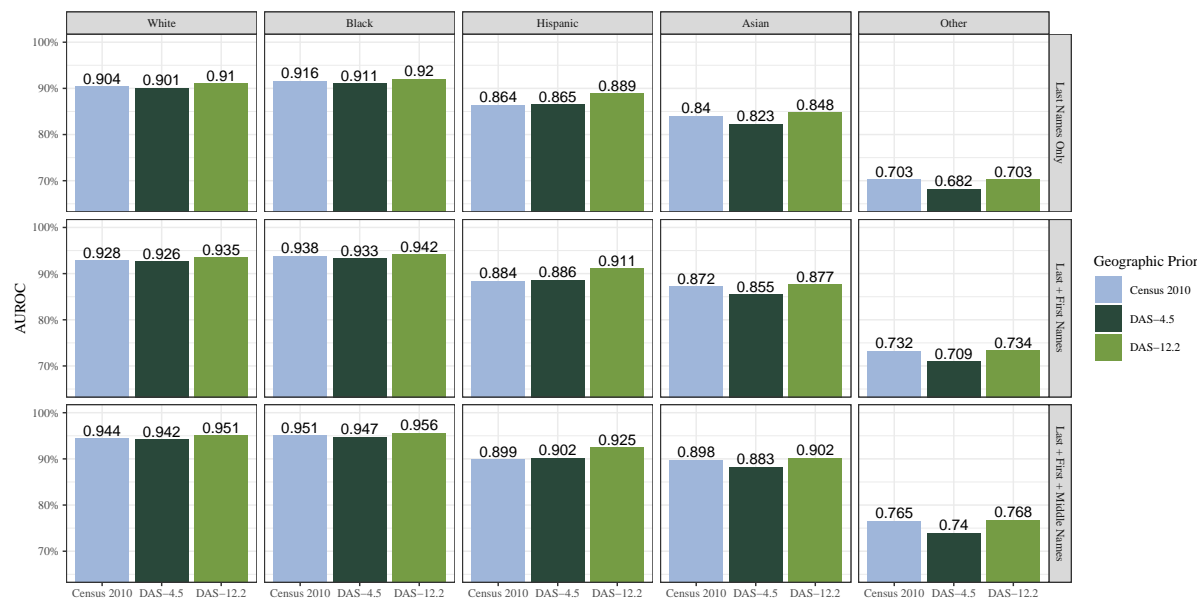 White Black Hispanic Asian Other
100%
90%
80%
70%
0.904 0.901 0.91 0.916 0.911 0.92 0.864 0.865 0.889 0.84 0.823 0.848 0.703 0.682 0.703
Last Names Only
100%
90%
80%
70%
0.928 0.926 0.935 0.938 0.933 0.942 0.884 0.886 0.911 0.872 0.855 0.877 0.732 0.709 0.734
Last + First Names
100%
90%
80%
70%
0.944 0.942 0.951 0.951 0.947 0.956 0.899 0.902 0.925 0.898 0.883 0.902 0.765 0.74 0.768
Last + First + Middle Names
AUROC
Census 2010 DAS−4.5 DAS−12.2 Census 2010 DAS−4.5 DAS−12.2 Census 2010 DAS−4.5 DAS−12.2 Census 2010 DAS−4.5 DAS−12.2 Census 2010 DAS−4.5 DAS−12.2
Geographic Prior
Census 2010
DAS−4.5
DAS−12.2